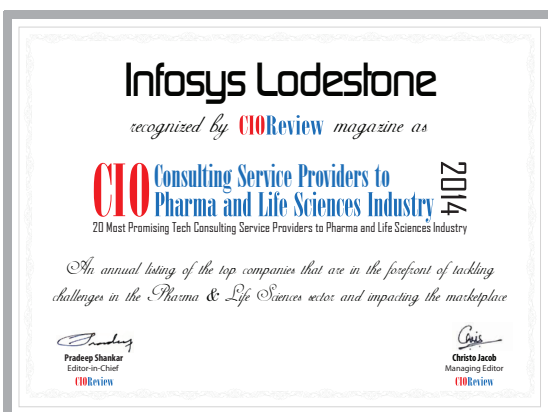 Infosys Lodestone
recognized by CIOReview magazine as
CIO Consulting Service Providers to
Pharma and Life Sciences Industry 2014
20 Most Promising Tech Consulting Service Providers to Pharma and Life Sciences Industry
An annual listing of the top companies that are in the forefront of tackling
challenges in the Pharma & Life Sciences sector and impacting the marketplace
Pradeep Shankar
Editor-in-Chief
CIOReview
Christo Jacob
Managing Editor
CIOReview